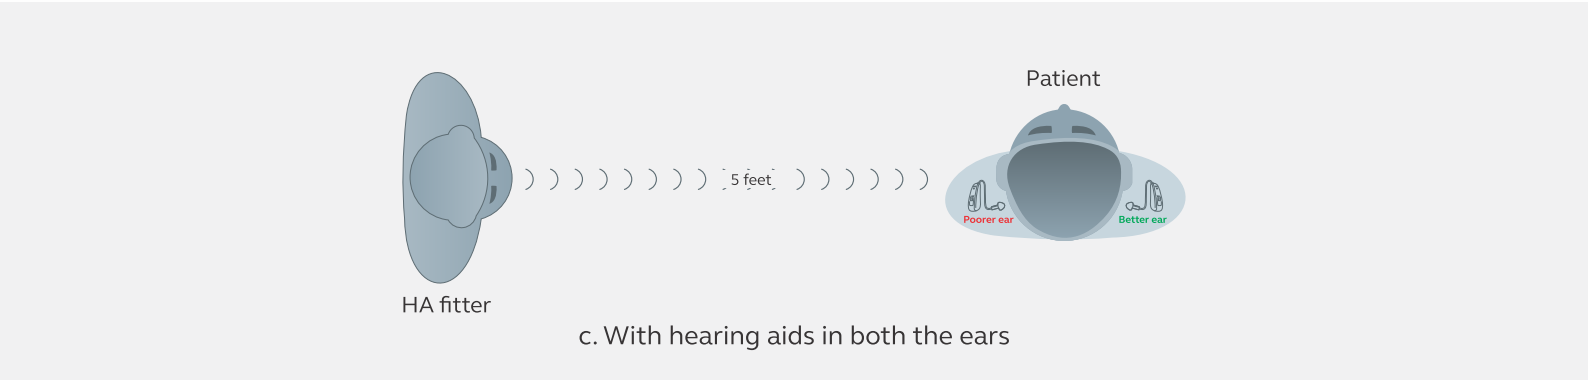 Patient
5 feet
Poorer ear
Better ear
HA fitter
c. With hearing aids in both the ears